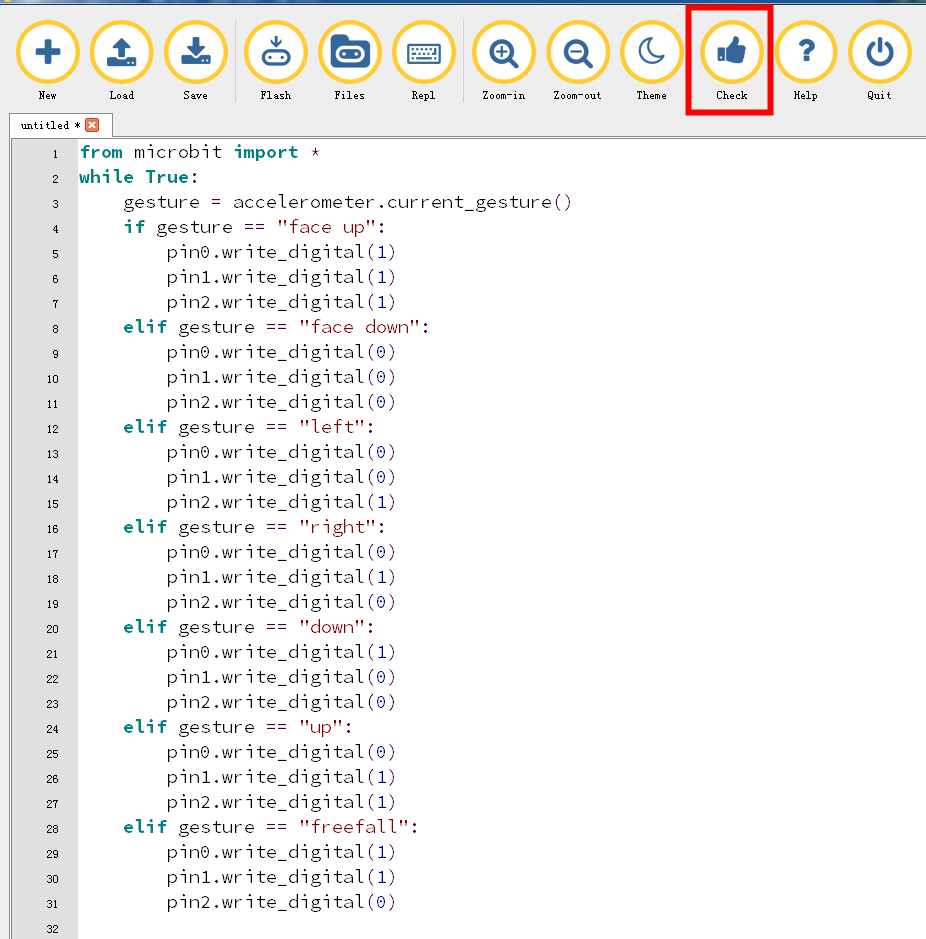 New Load Save Flash Files Repl Zoom-in Zoom-out Theme Check Help Quit
untitled *
1 from microbit import *
2 while True:
3     gesture = accelerometer.current_gesture()
4     if gesture == "face up":
5         pin0.write_digital(1)
6         pin1.write_digital(1)
7         pin2.write_digital(1)
8     elif gesture == "face down":
9         pin0.write_digital(0)
10         pin1.write_digital(0)
11         pin2.write_digital(0)
12     elif gesture == "left":
13         pin0.write_digital(0)
14         pin1.write_digital(0)
15         pin2.write_digital(1)
16     elif gesture == "right":
17         pin0.write_digital(0)
18         pin1.write_digital(1)
19         pin2.write_digital(0)
20     elif gesture == "down":
21         pin0.write_digital(1)
22         pin1.write_digital(0)
23         pin2.write_digital(0)
24     elif gesture == "up":
25         pin0.write_digital(0)
26         pin1.write_digital(1)
27         pin2.write_digital(1)
28     elif gesture == "freefall":
29         pin0.write_digital(1)
30         pin1.write_digital(1)
31         pin2.write_digital(0)
32